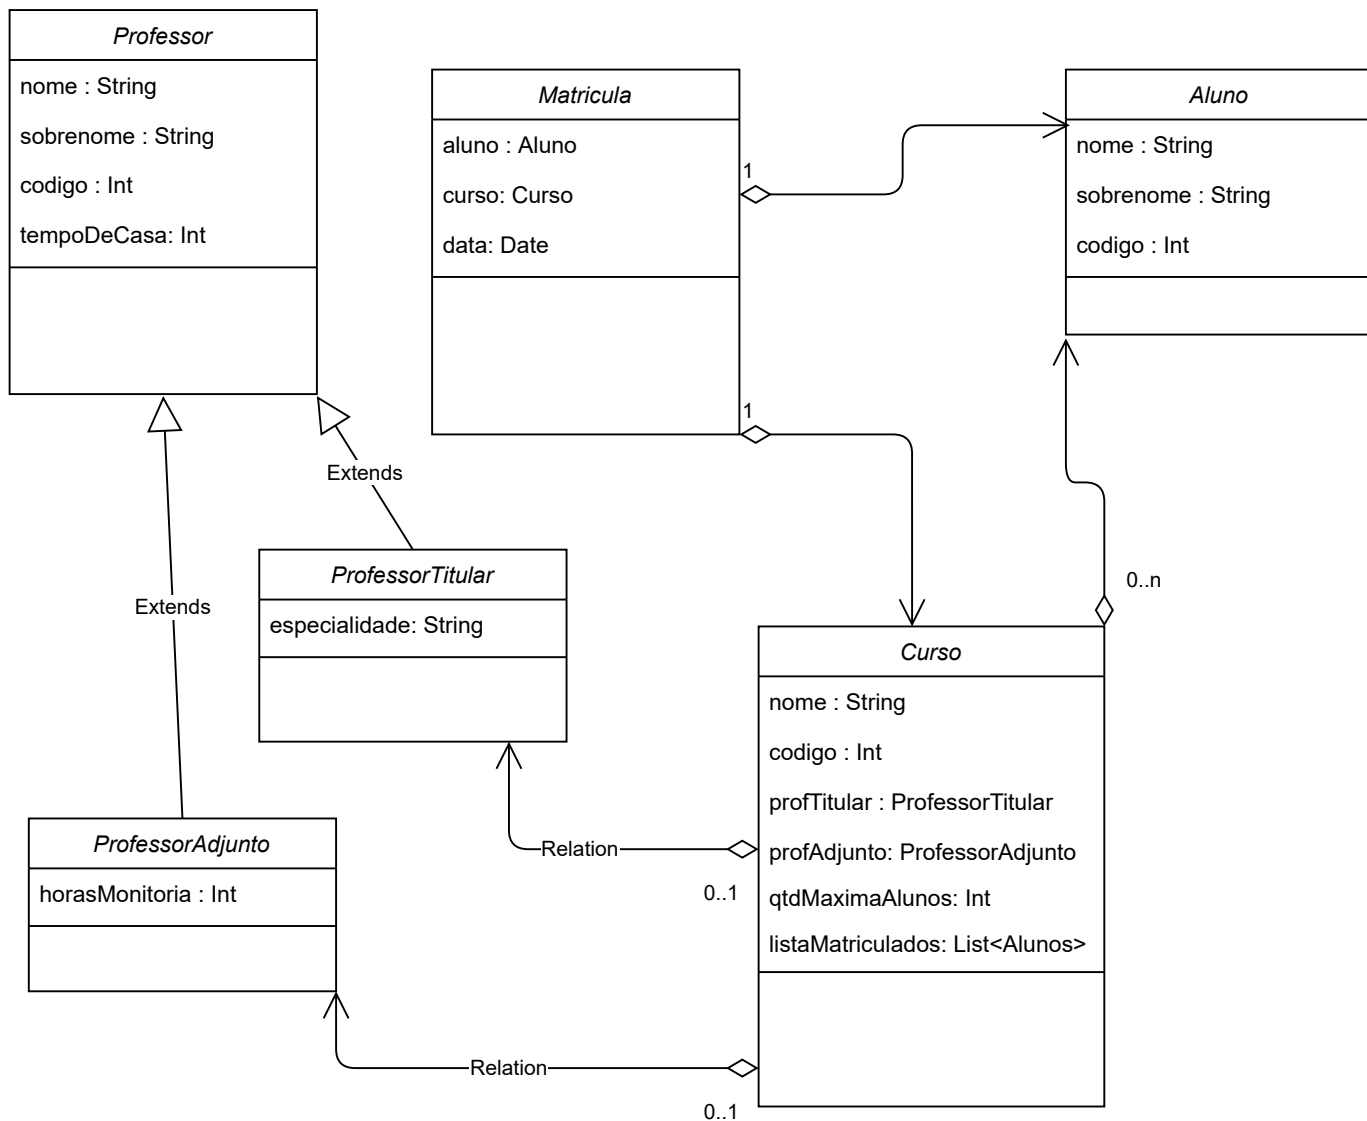 Professor
nome : String
sobrenome : String
codigo : Int
tempoDeCasa: Int
Matricula
aluno : Aluno
curso: Curso
data: Date
1
1
Aluno
nome : String
sobrenome : String
codigo : Int
Extends
Extends
ProfessorTitular
especialidade: String
0..n
Curso
nome : String
codigo : Int
profTitular : ProfessorTitular
profAdjunto: ProfessorAdjunto
qtdMaximaAlunos: Int
listaMatriculados: List<Alunos>
Relation
0..1
ProfessorAdjunto
horasMonitoria : Int
Relation
0..1